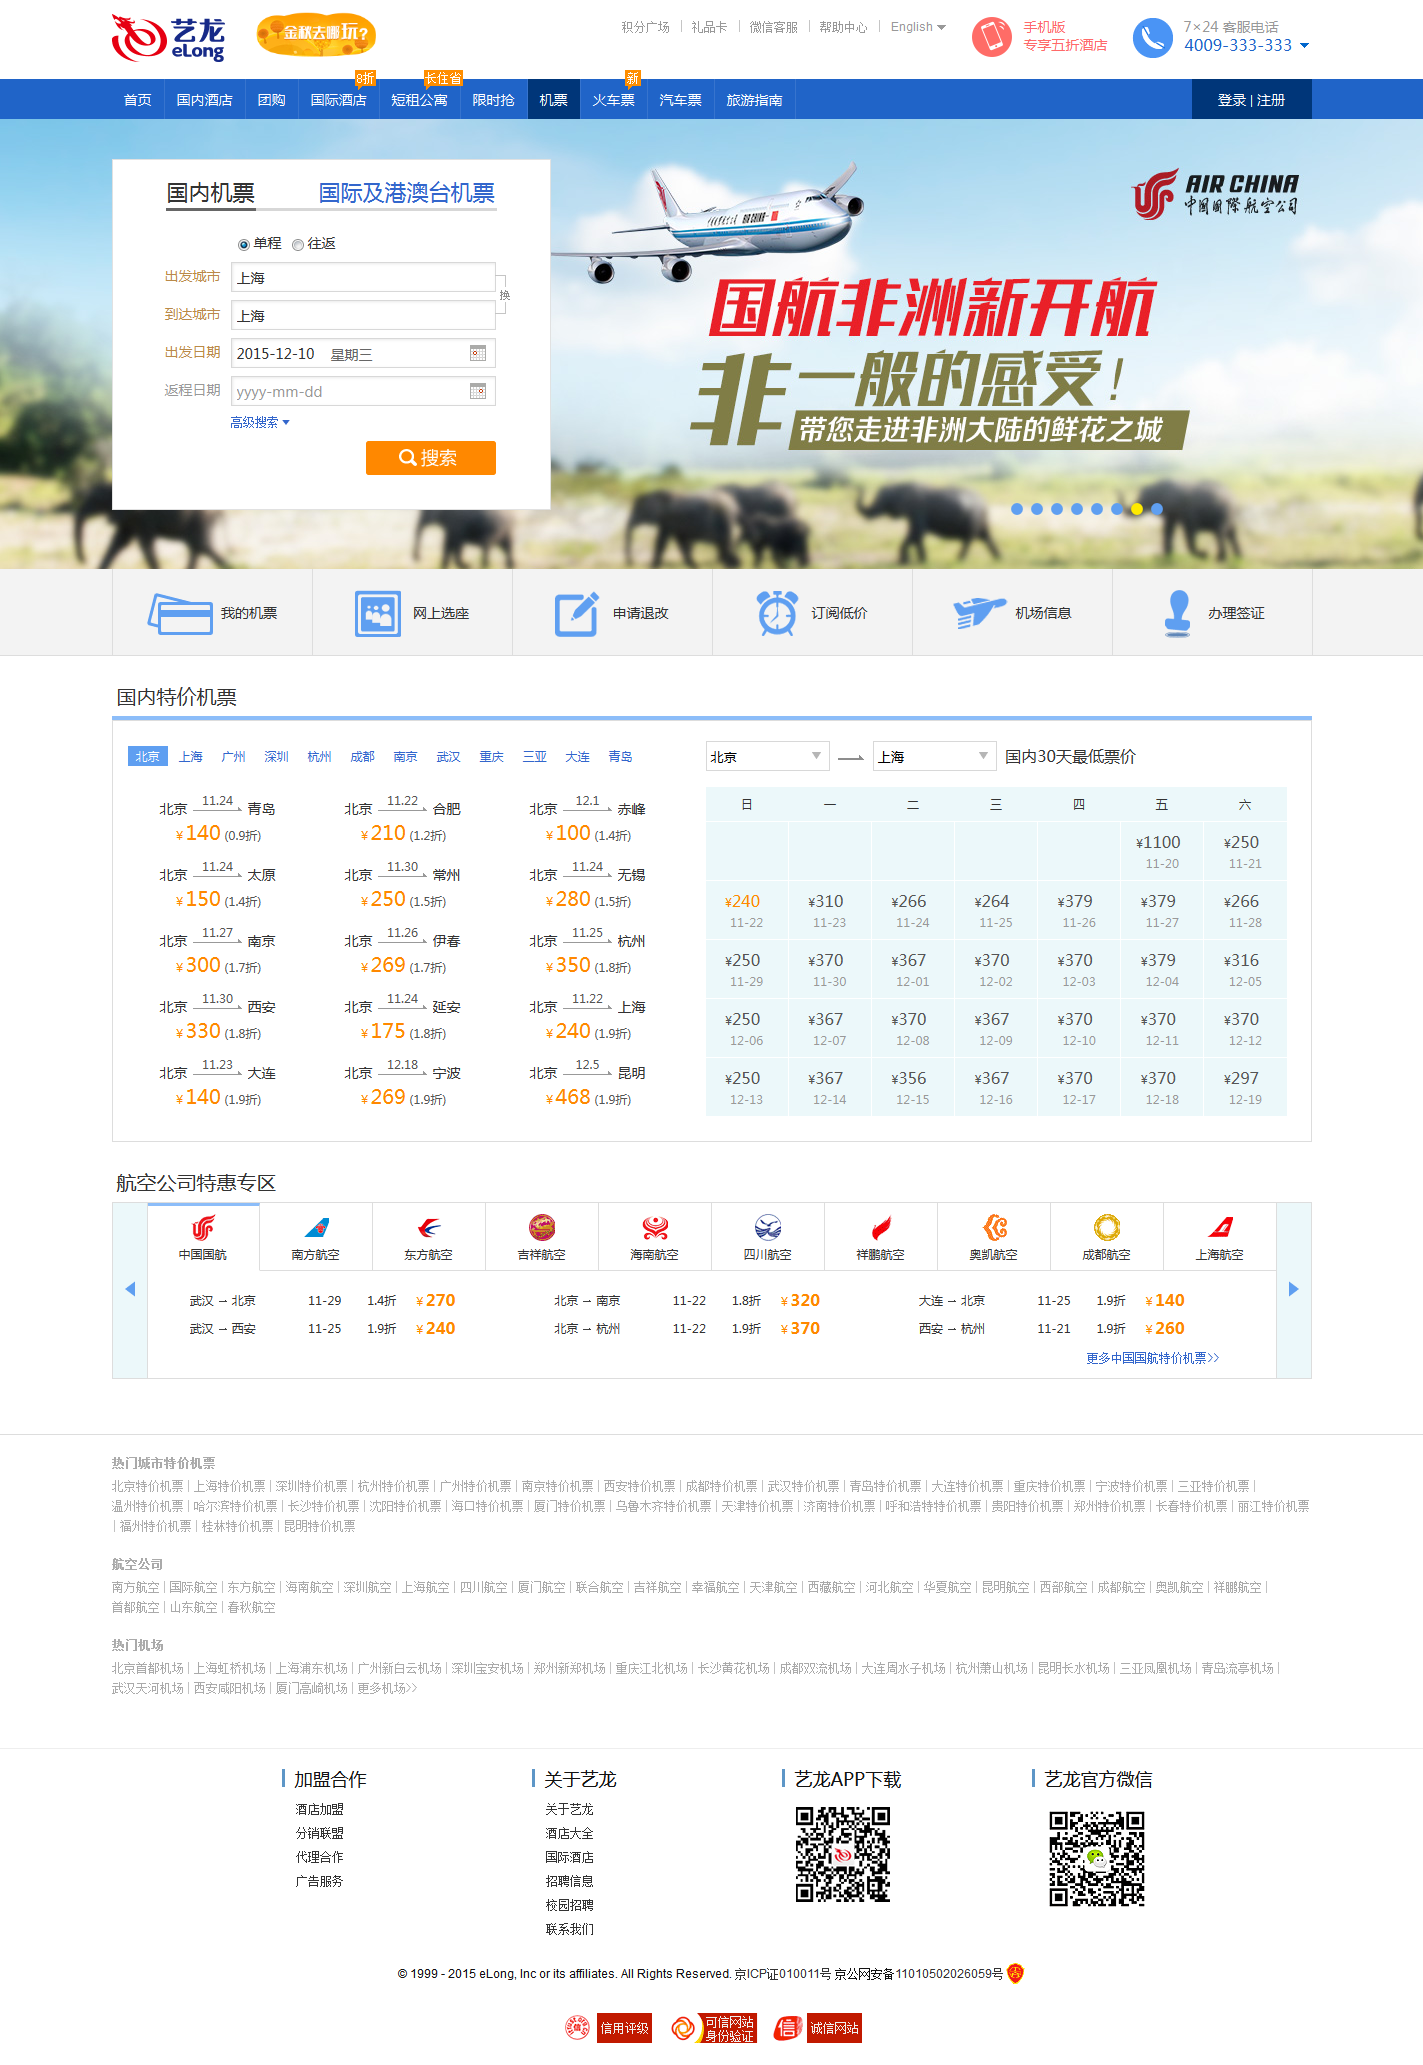 艺龙
eLong
金秋去哪玩?
积分广场 礼品卡 微信客服 帮助中心 English
手机版
专享五折酒店
7×24 客服电话
4009-333-333
8折 长住省 新
首页 国内酒店 团购 国际酒店 短租公寓 限时抢 机票 火车票 汽车票 旅游指南 登录 | 注册
国内机票 国际及港澳台机票
单程 往返
出发城市 上海
换
到达城市 上海
出发日期 2015-12-10 星期三
返程日期 yyyy-mm-dd
高级搜索
搜索
AIR CHINA
中国国际航空公司
国航非洲新开航
非一般的感受!
带您走进非洲大陆的鲜花之城
我的机票 网上选座 申请退改 订阅低价 机场信息 办理签证
国内特价机票
北京 上海 广州 深圳 杭州 成都 南京 武汉 重庆 三亚 大连 青岛
北京 11.24 青岛 北京 11.22 合肥 北京 12.1 赤峰
¥140 (0.9折) ¥210 (1.2折) ¥100 (1.4折)
北京 11.24 太原 北京 11.30 常州 北京 11.24 无锡
¥150 (1.4折) ¥250 (1.5折) ¥280 (1.5折)
北京 11.27 南京 北京 11.26 伊春 北京 11.25 杭州
¥300 (1.7折) ¥269 (1.7折) ¥350 (1.8折)
北京 11.30 西安 北京 11.24 延安 北京 11.22 上海
¥330 (1.8折) ¥175 (1.8折) ¥240 (1.9折)
北京 11.23 大连 北京 12.18 宁波 北京 12.5 昆明
¥140 (1.9折) ¥269 (1.9折) ¥468 (1.9折)
北京 上海 国内30天最低票价
日 一 二 三 四 五 六
¥1100 ¥250
11-20 11-21
¥240 ¥310 ¥266 ¥264 ¥379 ¥379 ¥266
11-22 11-23 11-24 11-25 11-26 11-27 11-28
¥250 ¥370 ¥367 ¥370 ¥370 ¥379 ¥316
11-29 11-30 12-01 12-02 12-03 12-04 12-05
¥250 ¥367 ¥370 ¥367 ¥370 ¥370 ¥370
12-06 12-07 12-08 12-09 12-10 12-11 12-12
¥250 ¥367 ¥356 ¥367 ¥370 ¥370 ¥297
12-13 12-14 12-15 12-16 12-17 12-18 12-19
航空公司特惠专区
中国国航 南方航空 东方航空 吉祥航空 海南航空 四川航空 祥鹏航空 奥凯航空 成都航空 上海航空
武汉 → 北京 11-29 1.4折 ¥270 北京 → 南京 11-22 1.8折 ¥320 大连 → 北京 11-25 1.9折 ¥140
武汉 → 西安 11-25 1.9折 ¥240 北京 → 杭州 11-22 1.9折 ¥370 西安 → 杭州 11-21 1.9折 ¥260
更多中国国航特价机票>>
热门城市特价机票
北京特价机票 | 上海特价机票 | 深圳特价机票 | 杭州特价机票 | 广州特价机票 | 南京特价机票 | 西安特价机票 | 成都特价机票 | 武汉特价机票 | 青岛特价机票 | 大连特价机票 | 重庆特价机票 | 宁波特价机票 | 三亚特价机票 |
温州特价机票 | 哈尔滨特价机票 | 长沙特价机票 | 沈阳特价机票 | 海口特价机票 | 厦门特价机票 | 乌鲁木齐特价机票 | 天津特价机票 | 济南特价机票 | 呼和浩特特价机票 | 贵阳特价机票 | 郑州特价机票 | 长春特价机票 | 丽江特价机票
| 福州特价机票 | 桂林特价机票 | 昆明特价机票
航空公司
南方航空 | 国际航空 | 东方航空 | 海南航空 | 深圳航空 | 上海航空 | 四川航空 | 厦门航空 | 联合航空 | 吉祥航空 | 幸福航空 | 天津航空 | 西藏航空 | 河北航空 | 华夏航空 | 昆明航空 | 西部航空 | 成都航空 | 奥凯航空 | 祥鹏航空 |
首都航空 | 山东航空 | 春秋航空
热门机场
北京首都机场 | 上海虹桥机场 | 上海浦东机场 | 广州新白云机场 | 深圳宝安机场 | 郑州新郑机场 | 重庆江北机场 | 长沙黄花机场 | 成都双流机场 | 大连周水子机场 | 杭州萧山机场 | 昆明长水机场 | 三亚凤凰机场 | 青岛流亭机场 |
武汉天河机场 | 西安咸阳机场 | 厦门高崎机场 | 更多机场>>
加盟合作 关于艺龙 艺龙APP下载 艺龙官方微信
酒店加盟 关于艺龙
分销联盟 酒店大全
代理合作 国际酒店
广告服务 招聘信息
校园招聘
联系我们
© 1999 - 2015 eLong, Inc or its affiliates. All Rights Reserved. 京ICP证010011号 京公网安备11010502026059号
信用评级 可信网站 诚信网站
身份验证